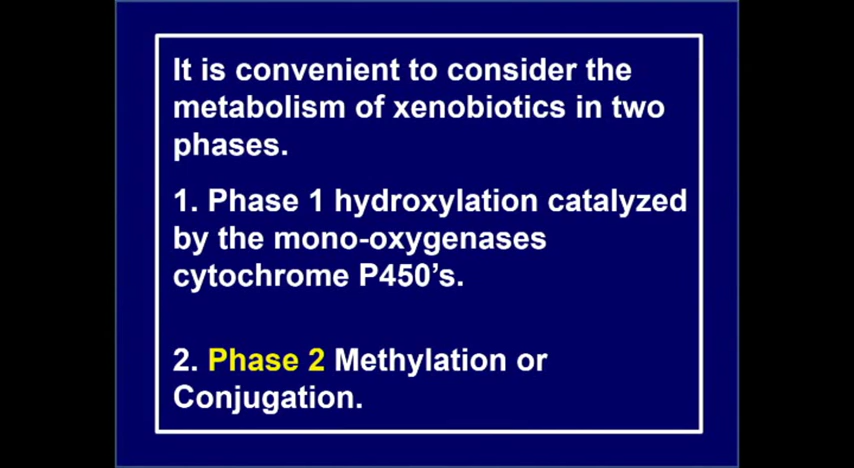 It is convenient to consider the
metabolism of xenobiotics in two
phases.
1. Phase 1 hydroxylation catalyzed
by the mono-oxygenases
cytochrome P450’s.
2. Phase 2 Methylation or
Conjugation.